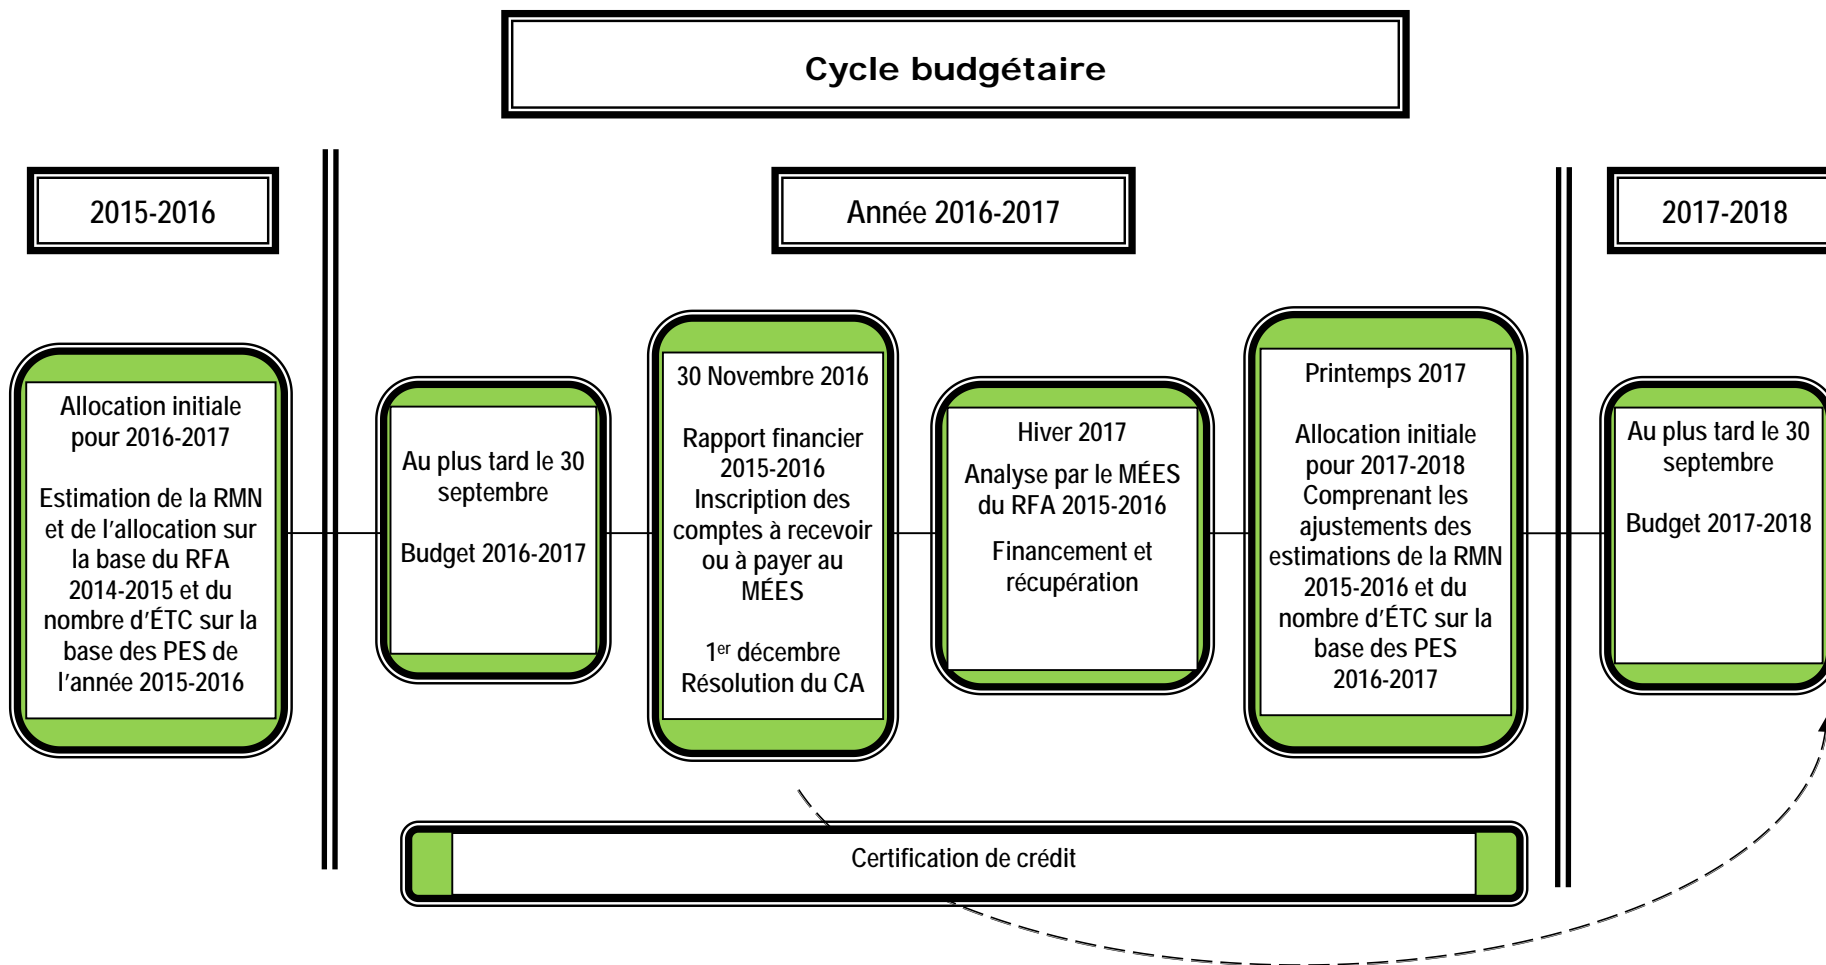 Cycle budgétaire
2015-2016
Année 2016-2017
2017-2018
Allocation initiale
pour 2016-2017
Estimation de la RMN
et de l'allocation sur
la base du RFA
2014-2015 et du
nombre d'ÉTC sur la
base des PES de
l'année 2015-2016
Au plus tard le 30
septembre
Budget 2016-2017
30 Novembre 2016
Rapport financier
2015-2016
Inscription des
comptes à recevoir
ou à payer au
MÉES
1er décembre
Résolution du CA
Hiver 2017
Analyse par le MÉES
du RFA 2015-2016
Financement et
récupération
Printemps 2017
Allocation initiale
pour 2017-2018
Comprenant les
ajustements des
estimations de la RMN
2015-2016 et du
nombre d'ÉTC sur la
base des PES
2016-2017
Au plus tard le 30
septembre
Budget 2017-2018
Certification de crédit